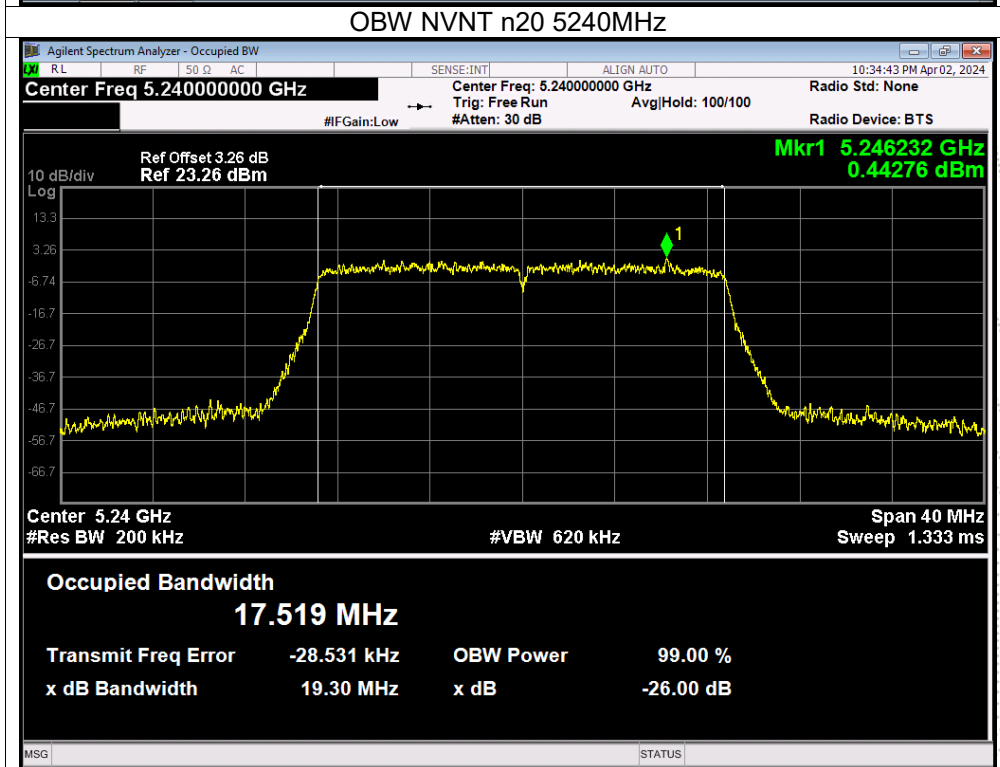 OBW NVNT n20 5240MHz
Agilent Spectrum Analyzer - Occupied BW
LXI RL RF 50 Ω AC SENSE:INT ALIGN AUTO 10:34:43 PM Apr 02, 2024
Center Freq 5.240000000 GHz
Center Freq: 5.240000000 GHz Radio Std: None
Trig: Free Run Avg|Hold: 100/100
#IFGain:Low #Atten: 30 dB Radio Device: BTS
Mkr1 5.246232 GHz
0.44276 dBm
Ref Offset 3.26 dB
10 dB/div Ref 23.26 dBm
Log
13.3
1
3.26
-6.74
-16.7
-26.7
-36.7
-46.7
-56.7
-66.7
Center 5.24 GHz Span 40 MHz
#Res BW 200 kHz #VBW 620 kHz Sweep 1.333 ms
Occupied Bandwidth
17.519 MHz
Transmit Freq Error -28.531 kHz OBW Power 99.00 %
x dB Bandwidth 19.30 MHz x dB -26.00 dB
MSG STATUS